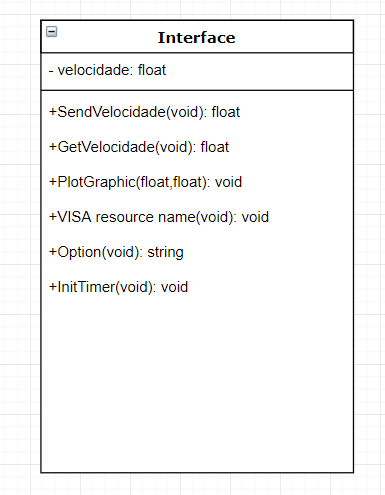 Interface
- velocidade: float
+SendVelocidade(void): float
+GetVelocidade(void): float
+PlotGraphic(float,float): void
+VISA resource name(void): void
+Option(void): string
+InitTimer(void): void